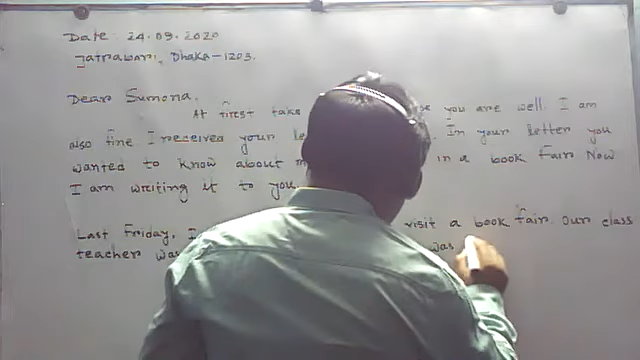 Date: 24.09.2020
Jatrabari, Dhaka-1203.
Dear Sumona,
At first take you are well. I am
also fine I received your In your letter you
wanted to know about in a book fair Now
I am writing it to you.
Last Friday, I visit a book fair. Our class
teacher was was